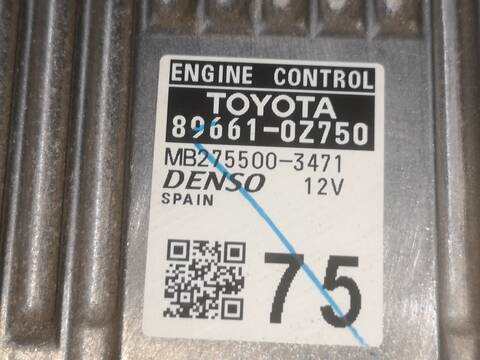 ENGINE CONTROL
TOYOTA
89661-0Z750
MB275500-3471
DENSO 12V
SPAIN
75